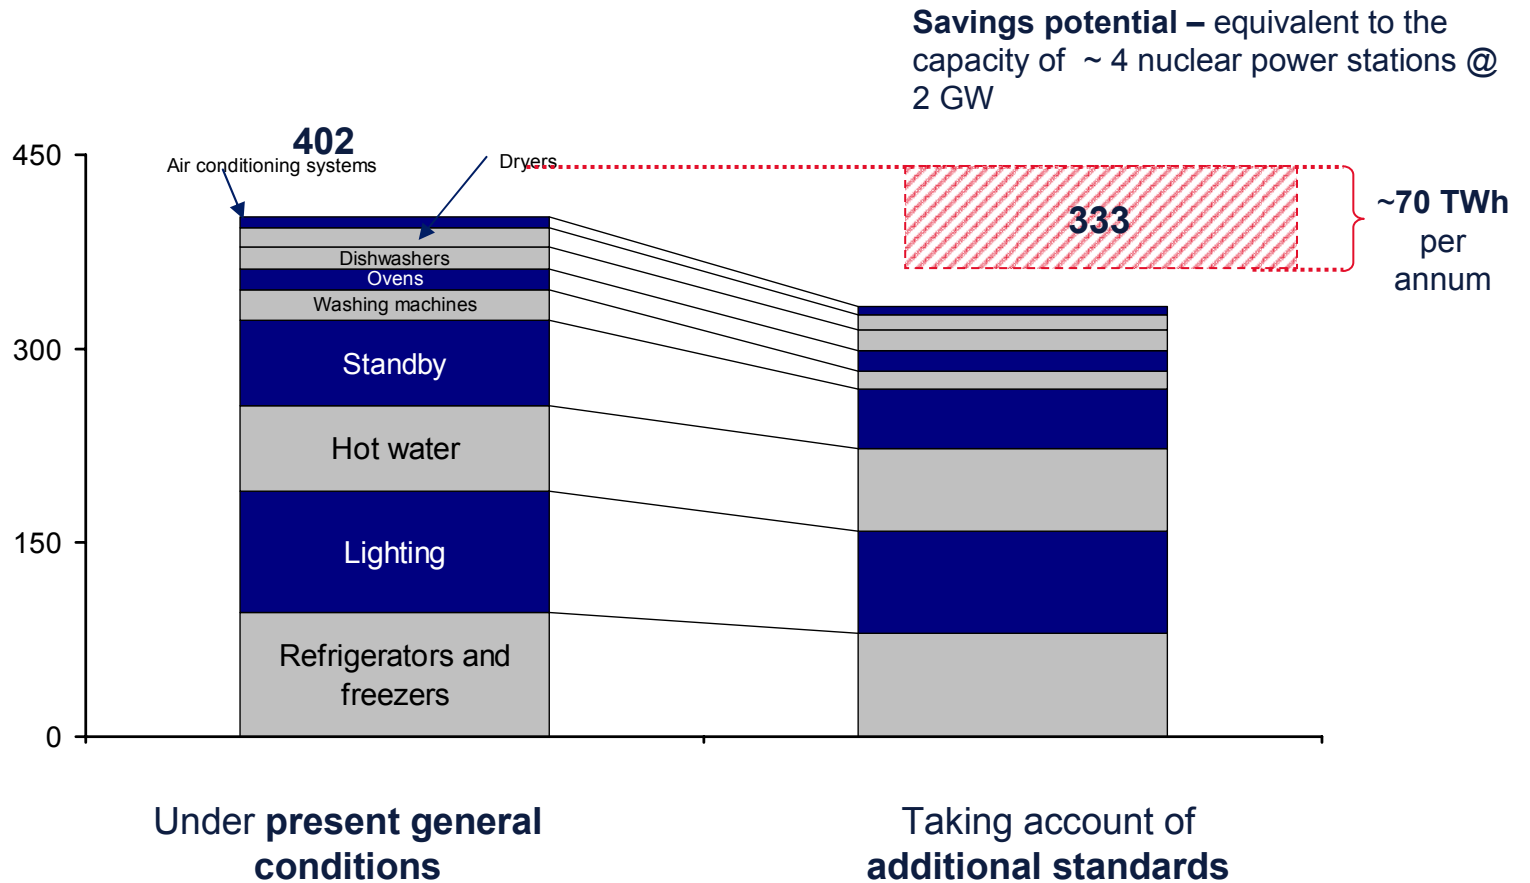 Savings potential – equivalent to the
capacity of ~ 4 nuclear power stations @
2 GW
402
450
Air conditioning systems
Dryers
~70 TWh
per
annum
333
Dishwashers
Ovens
Washing machines
300
Standby
Hot water
150
Lighting
Refrigerators and
freezers
0
Under present general
conditions
Taking account of
additional standards